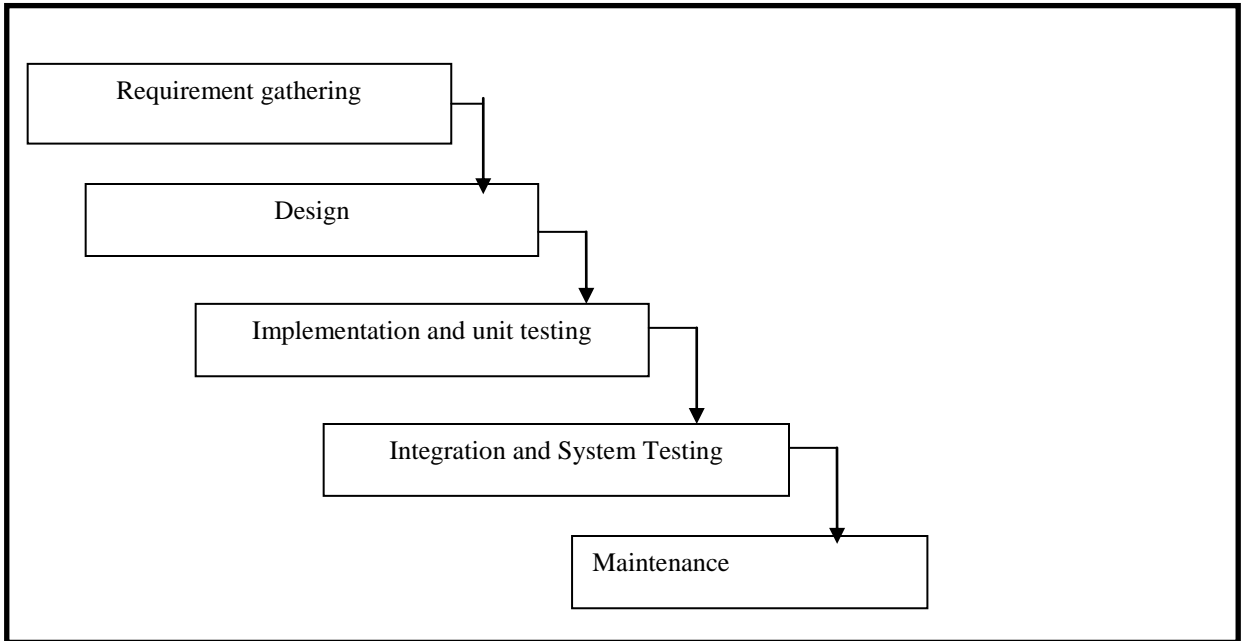 Requirement gathering
Design
Implementation and unit testing
Integration and System Testing
Maintenance